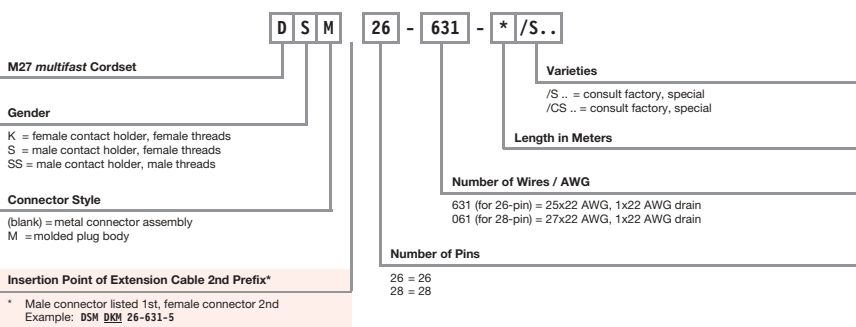 D S M 26 - 631 - * /S..
M27 multifast Cordset
Gender
K = female contact holder, female threads
S = male contact holder, female threads
SS = male contact holder, male threads
Connector Style
(blank) = metal connector assembly
M = molded plug body
Insertion Point of Extension Cable 2nd Prefix*
* Male connector listed 1st, female connector 2nd
Example: DSM DKM 26-631-5
Varieties
/S .. = consult factory, special
/CS .. = consult factory, special
Length in Meters
Number of Wires / AWG
631 (for 26-pin) = 25x22 AWG, 1x22 AWG drain
061 (for 28-pin) = 27x22 AWG, 1x22 AWG drain
Number of Pins
26 = 26
28 = 28